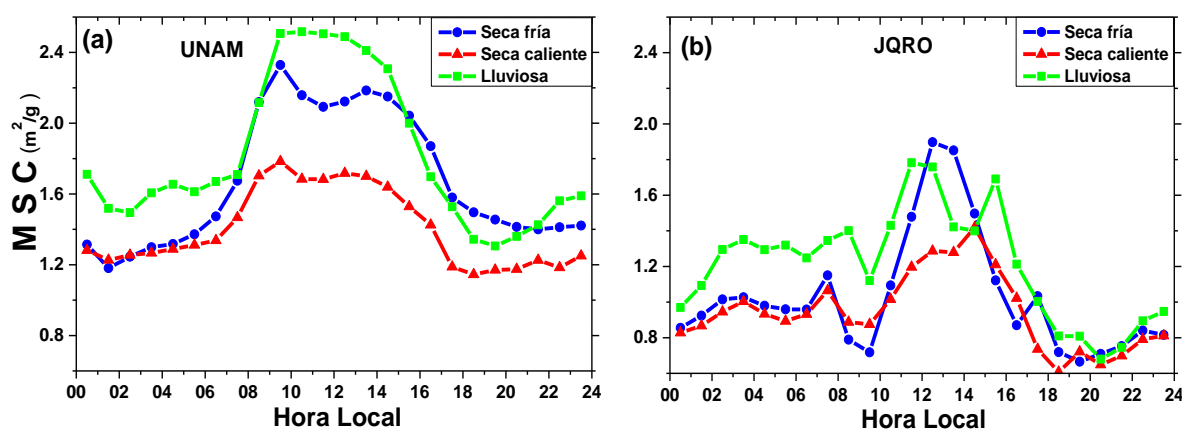 (a)
UNAM
Seca fría
Seca caliente
Lluviosa
2.4
2.0
1.6
1.2
0.8
M S C (m²/g)
00 02 04 06 08 10 12 14 16 18 20 22 24
Hora Local
(b)
JQRO
Seca fría
Seca caliente
Lluviosa
2.4
2.0
1.6
1.2
0.8
00 02 04 06 08 10 12 14 16 18 20 22 24
Hora Local